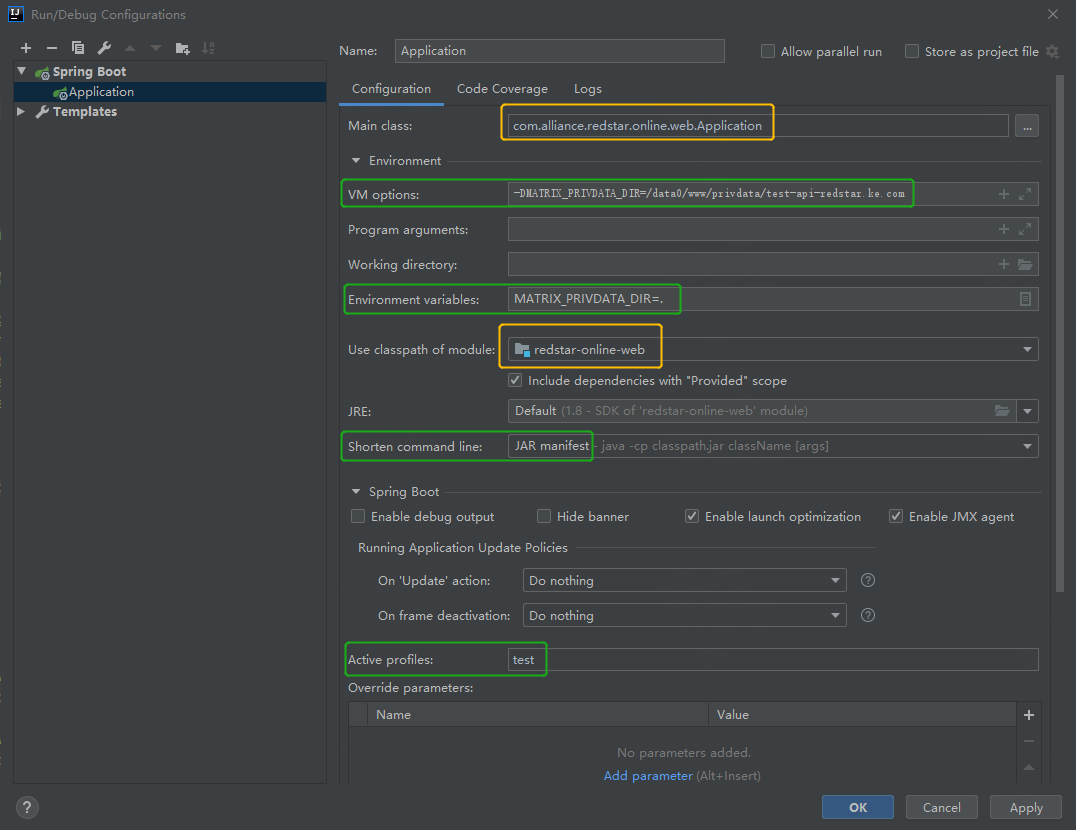 IJ Run/Debug Configurations
Name: Application
Allow parallel run
Store as project file
Spring Boot
Application
Templates
Configuration Code Coverage Logs
Main class: com.alliance.redstar.online.web.Application ...
Environment
VM options: -DMATRIX_PRIVDATA_DIR=/data0/www/privdata/test-api-redstar.ke.com
Program arguments:
Working directory:
Environment variables: MATRIX_PRIVDATA_DIR=.
Use classpath of module: redstar-online-web
Include dependencies with "Provided" scope
JRE: Default (1.8 - SDK of 'redstar-online-web' module)
Shorten command line: JAR manifest - java -cp classpath.jar className [args]
Spring Boot
Enable debug output Hide banner Enable launch optimization Enable JMX agent
Running Application Update Policies
On 'Update' action: Do nothing ?
On frame deactivation: Do nothing ?
Active profiles: test
Override parameters:
Name Value
No parameters added.
Add parameter (Alt+Insert)
? OK Cancel Apply